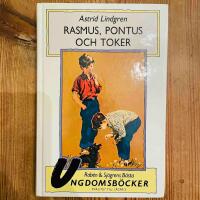 Astrid Lindgren
RASMUS, PONTUS
OCH TOKER
Rabén & Sjögrens Bästa
UNGDOMSBÖCKER